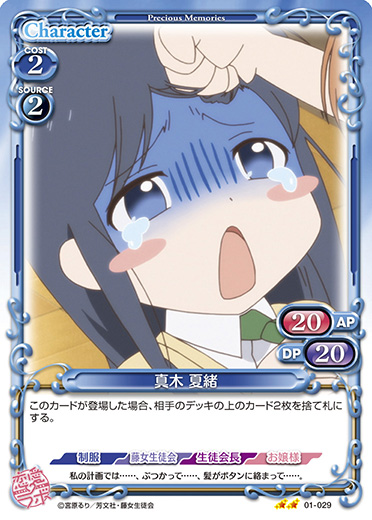 Precious Memories
Character
COST
2
SOURCE
2
20 AP
DP 20
真木 夏緒
このカードが登場した場合、相手のデッキの上のカード2枚を捨て札に
する。
制服 藤女生徒会 生徒会長 お嬢様
私の計画では……、ぶつかって……、髪がボタンに絡まって……。
恋愛
ラボ
©宮原るり/芳文社・藤女生徒会
01-029